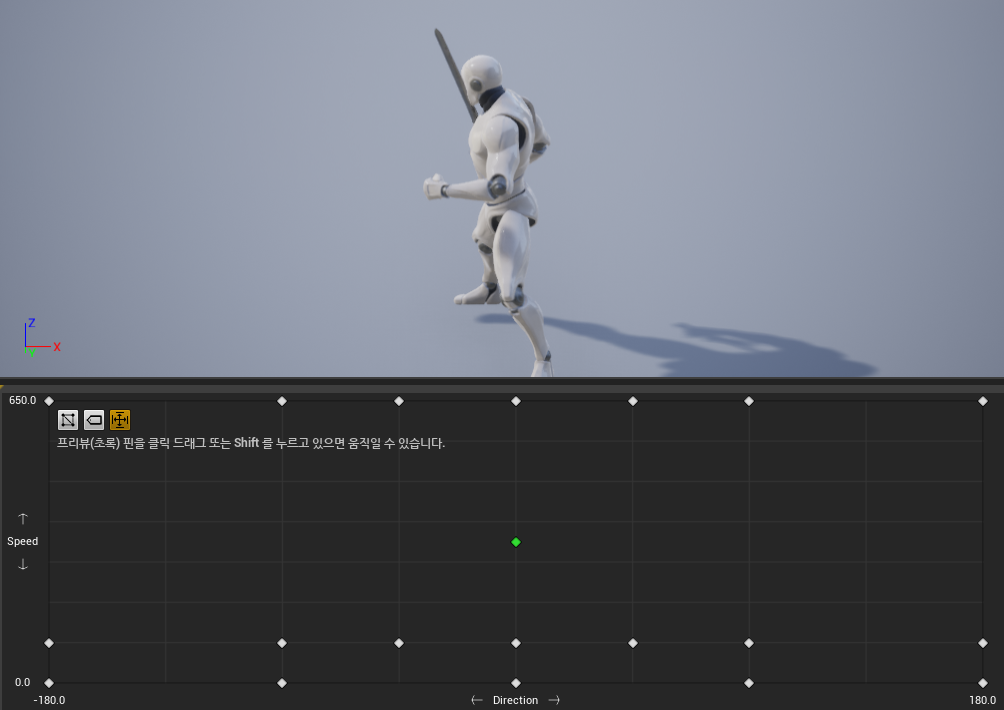 Z
X
Y
650.0
프리뷰(초록) 핀을 클릭 드래그 또는 Shift 를 누르고 있으면 움직일 수 있습니다.
↑
Speed
↓
0.0
-180.0
← Direction →
180.0